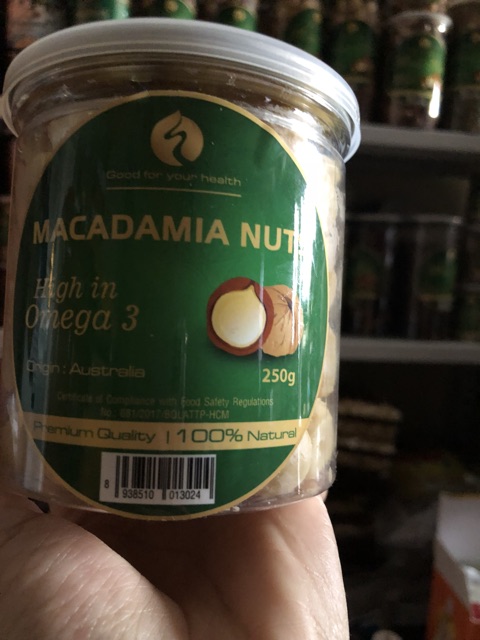 Good for your health
MACADAMIA NUT
High in
Omega 3
Origin : Australia
250g
Certificate of Compliance with Food Safety Regulations
Premium Quality | 100% Natural
8 938510 013024